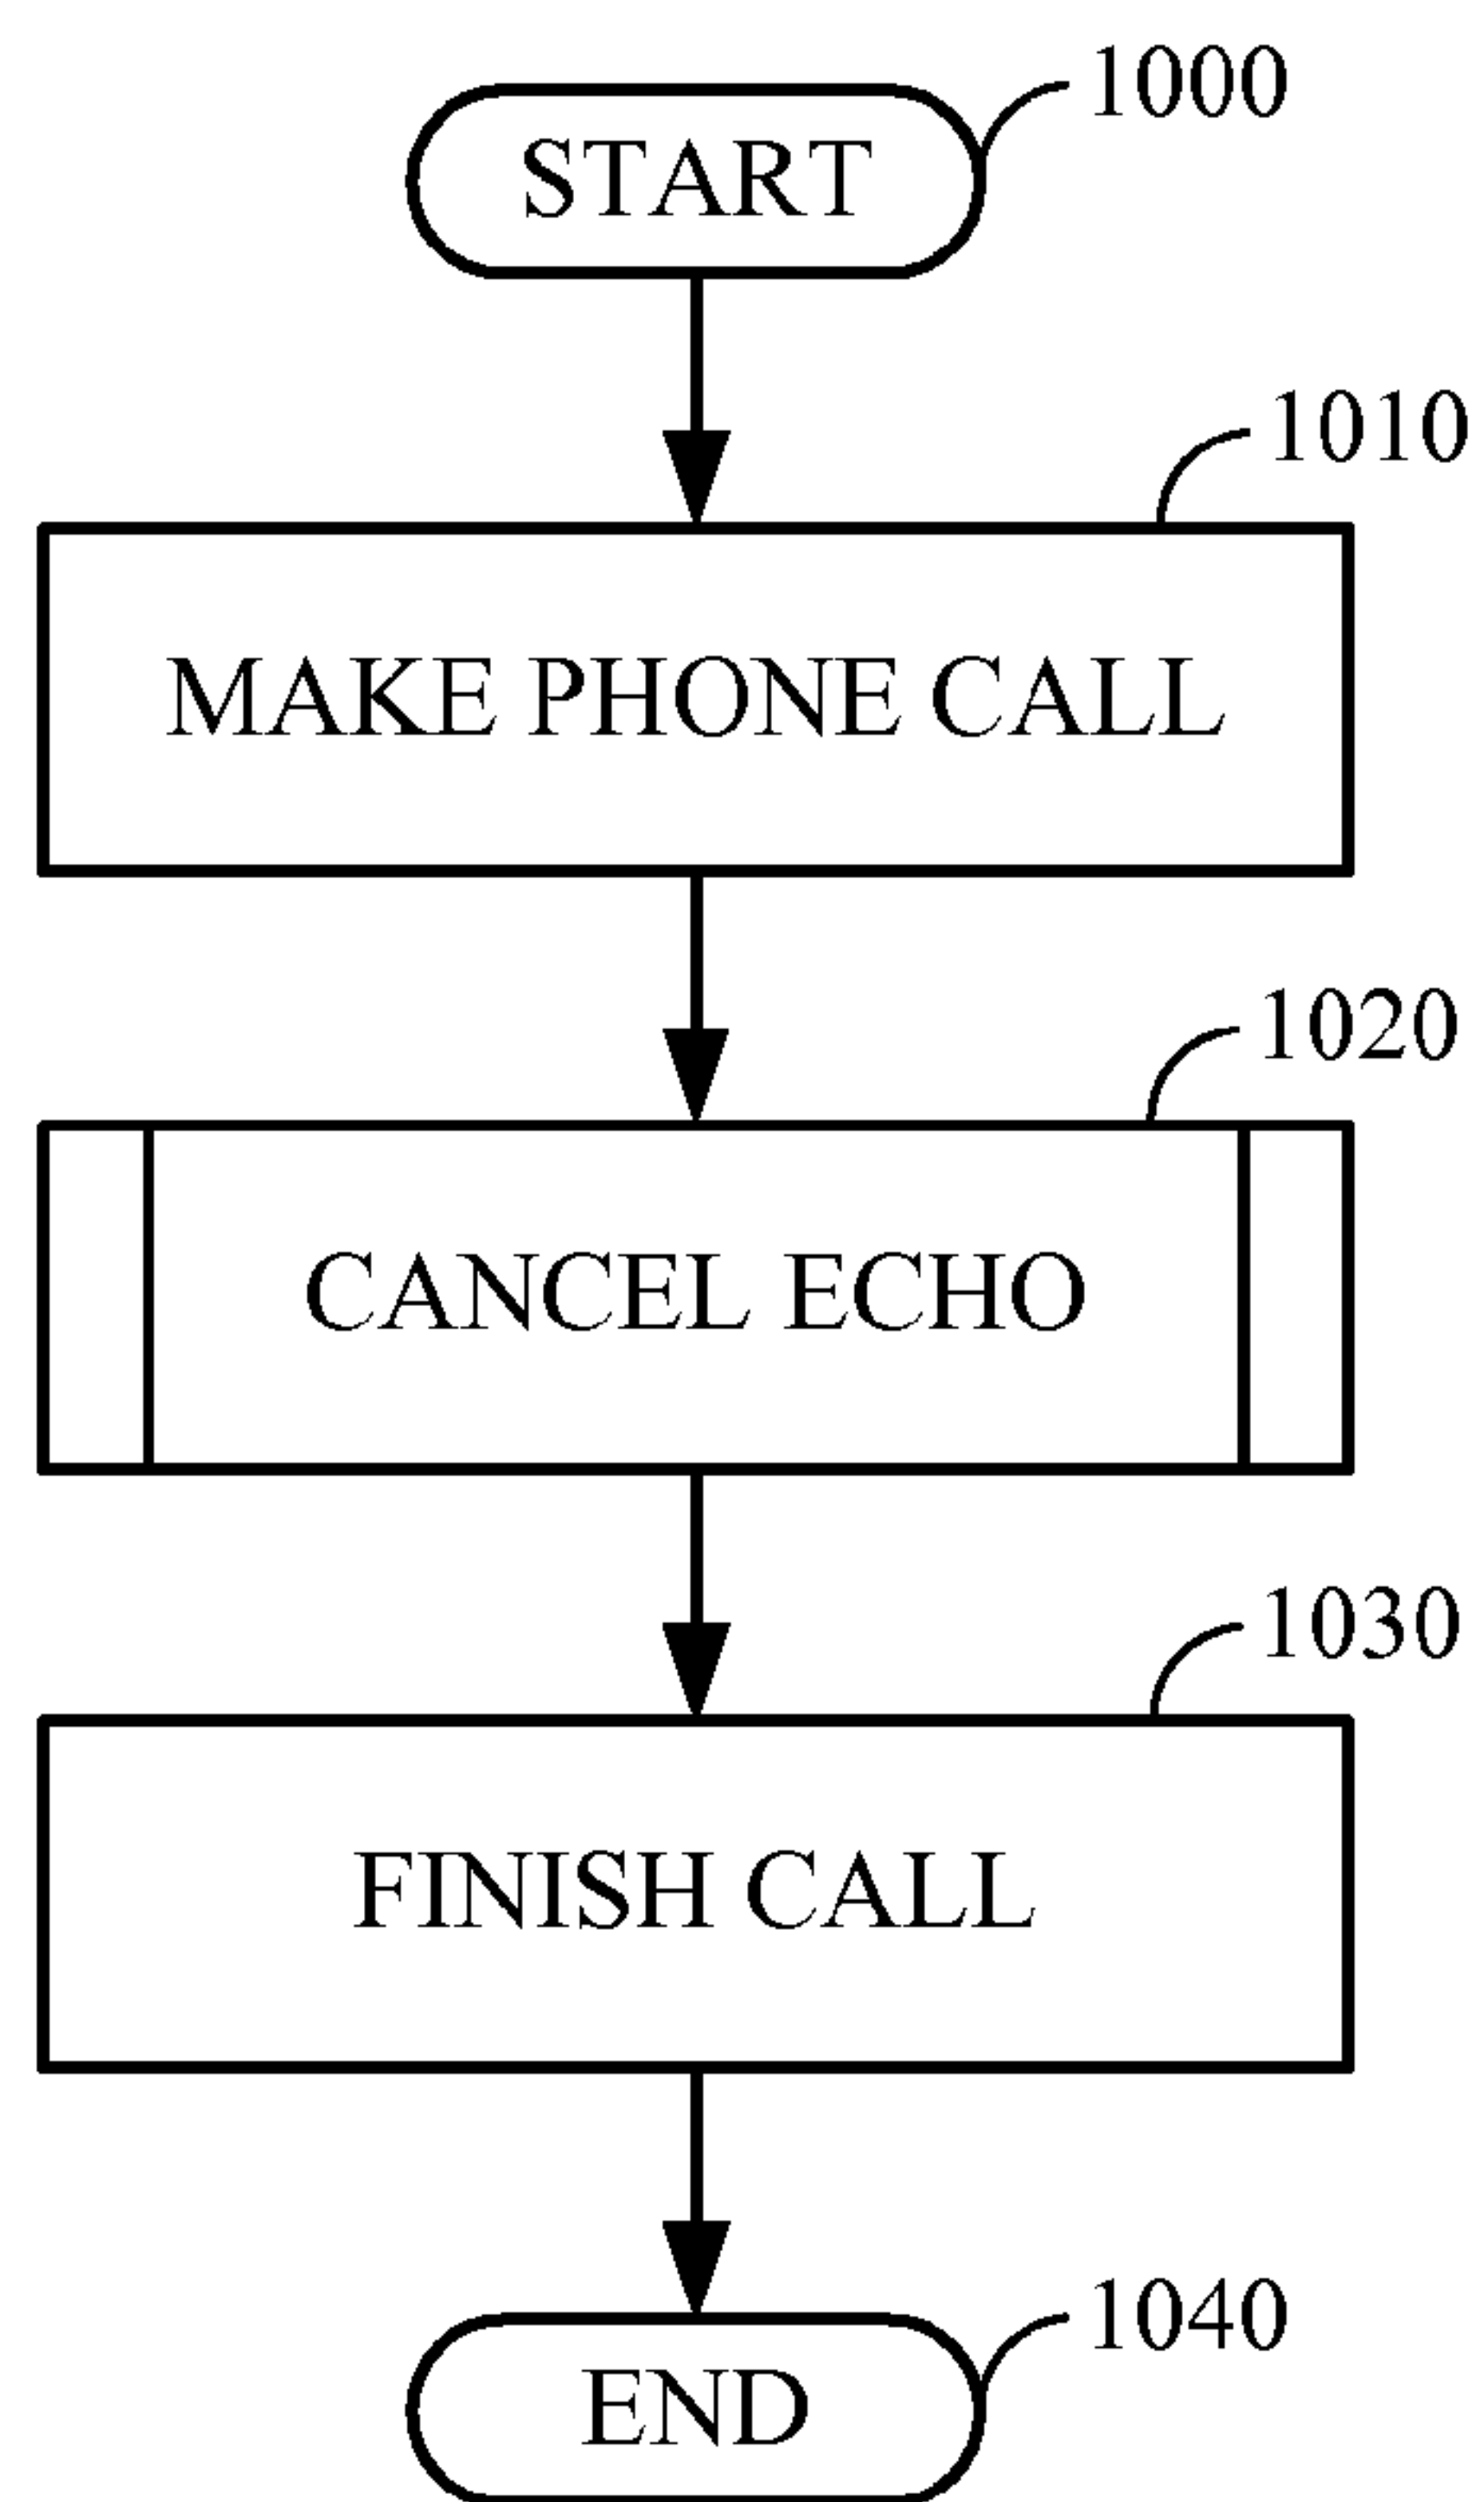 1000
START
1010
MAKE PHONE CALL
1020
CANCEL ECHO
1030
FINISH CALL
1040
END